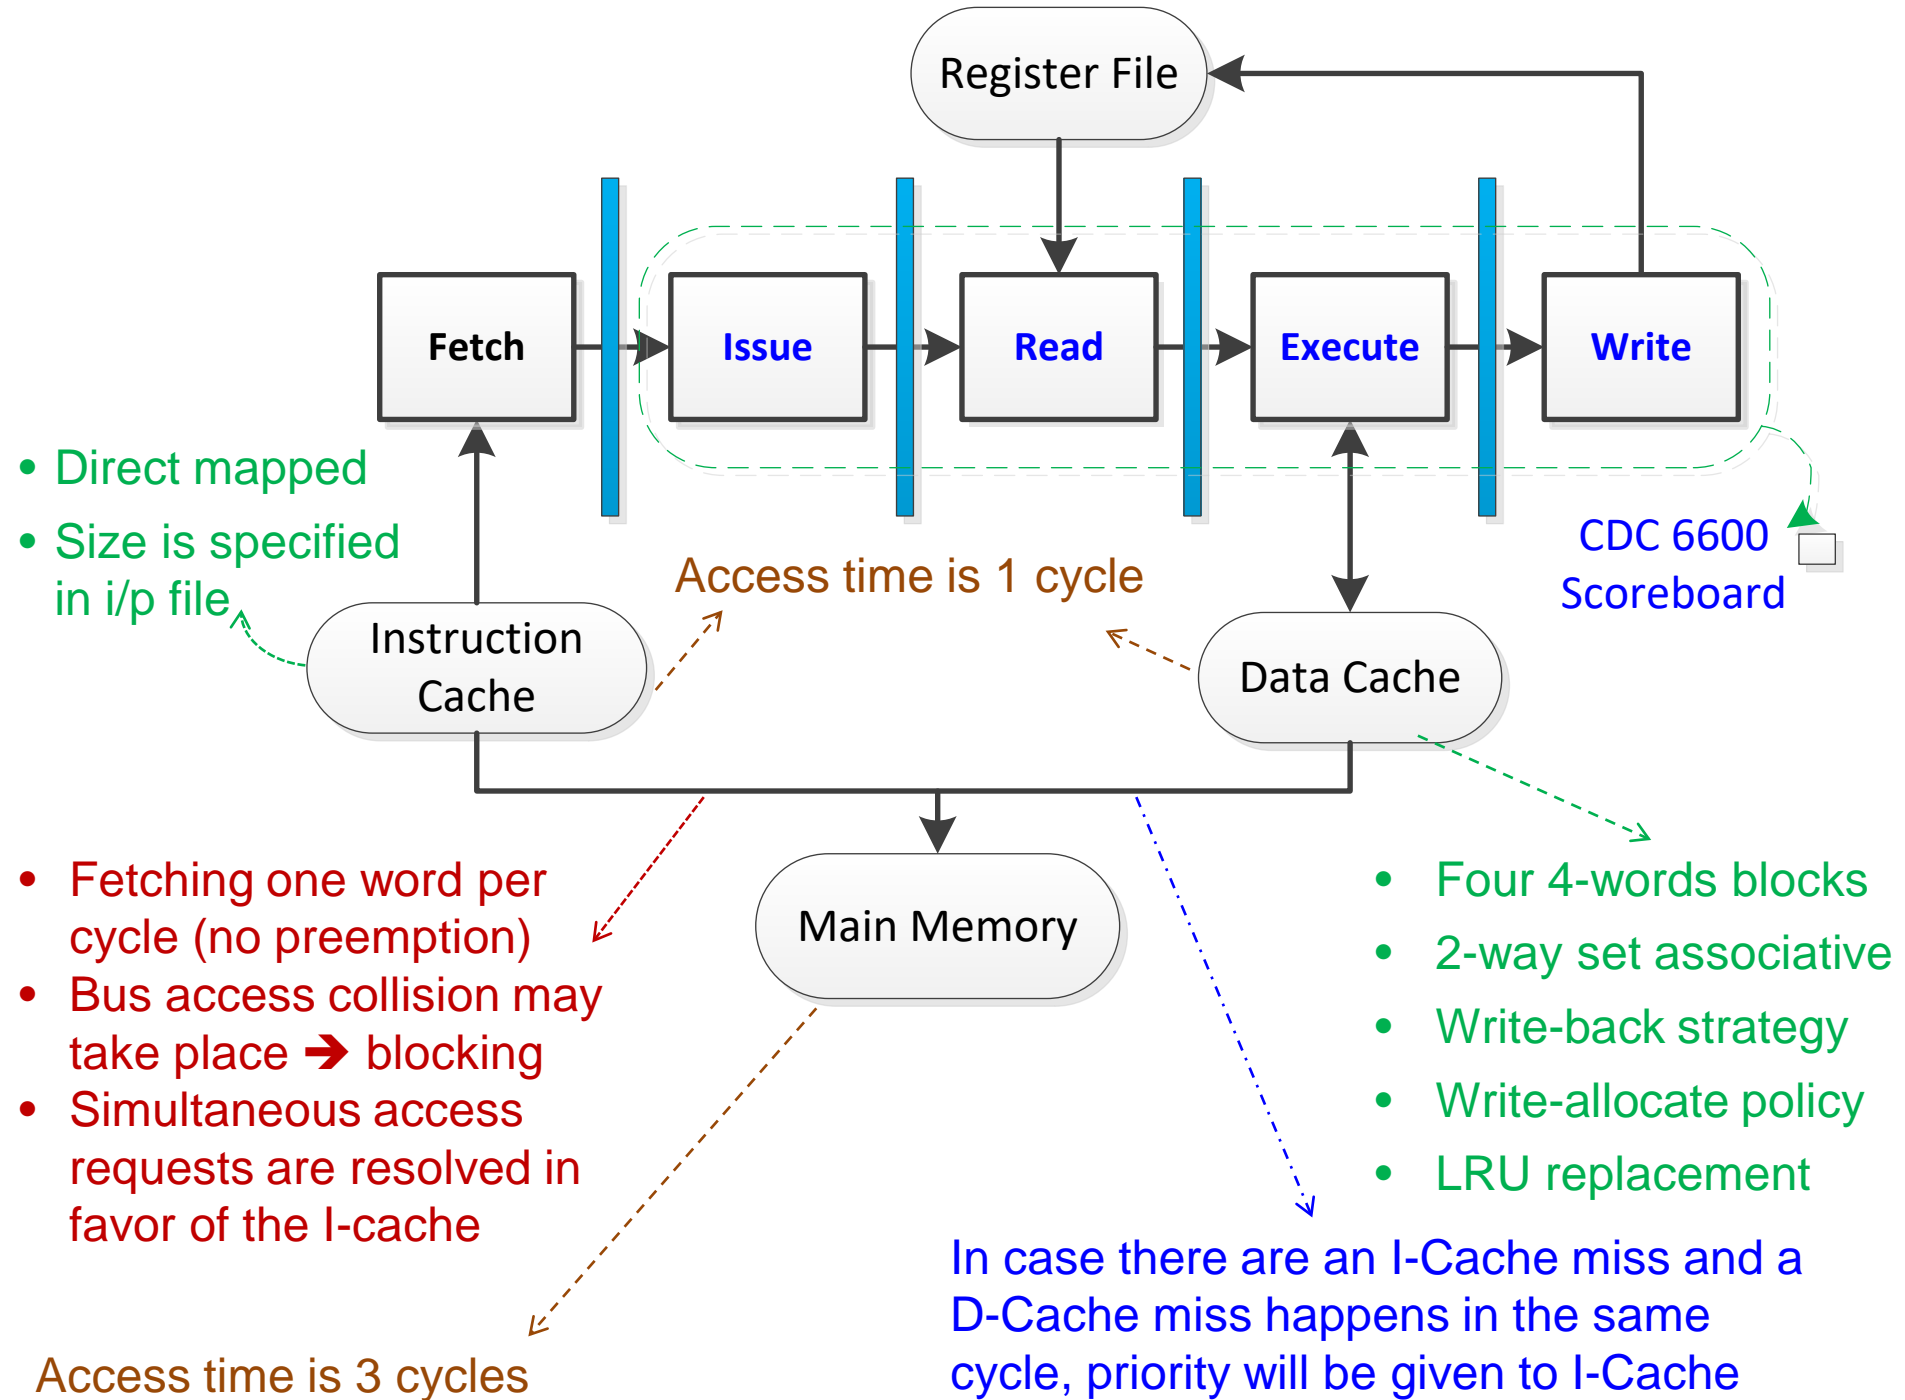 Register File
Fetch
Issue
Read
Execute
Write
• Direct mapped
• Size is specified
in i/p file
Access time is 1 cycle
CDC 6600
Scoreboard
Instruction
Cache
Data Cache
• Fetching one word per
cycle (no preemption)
• Bus access collision may
take place ➔ blocking
• Simultaneous access
requests are resolved in
favor of the I-cache
Main Memory
• Four 4-words blocks
• 2-way set associative
• Write-back strategy
• Write-allocate policy
• LRU replacement
Access time is 3 cycles
In case there are an I-Cache miss and a
D-Cache miss happens in the same
cycle, priority will be given to I-Cache